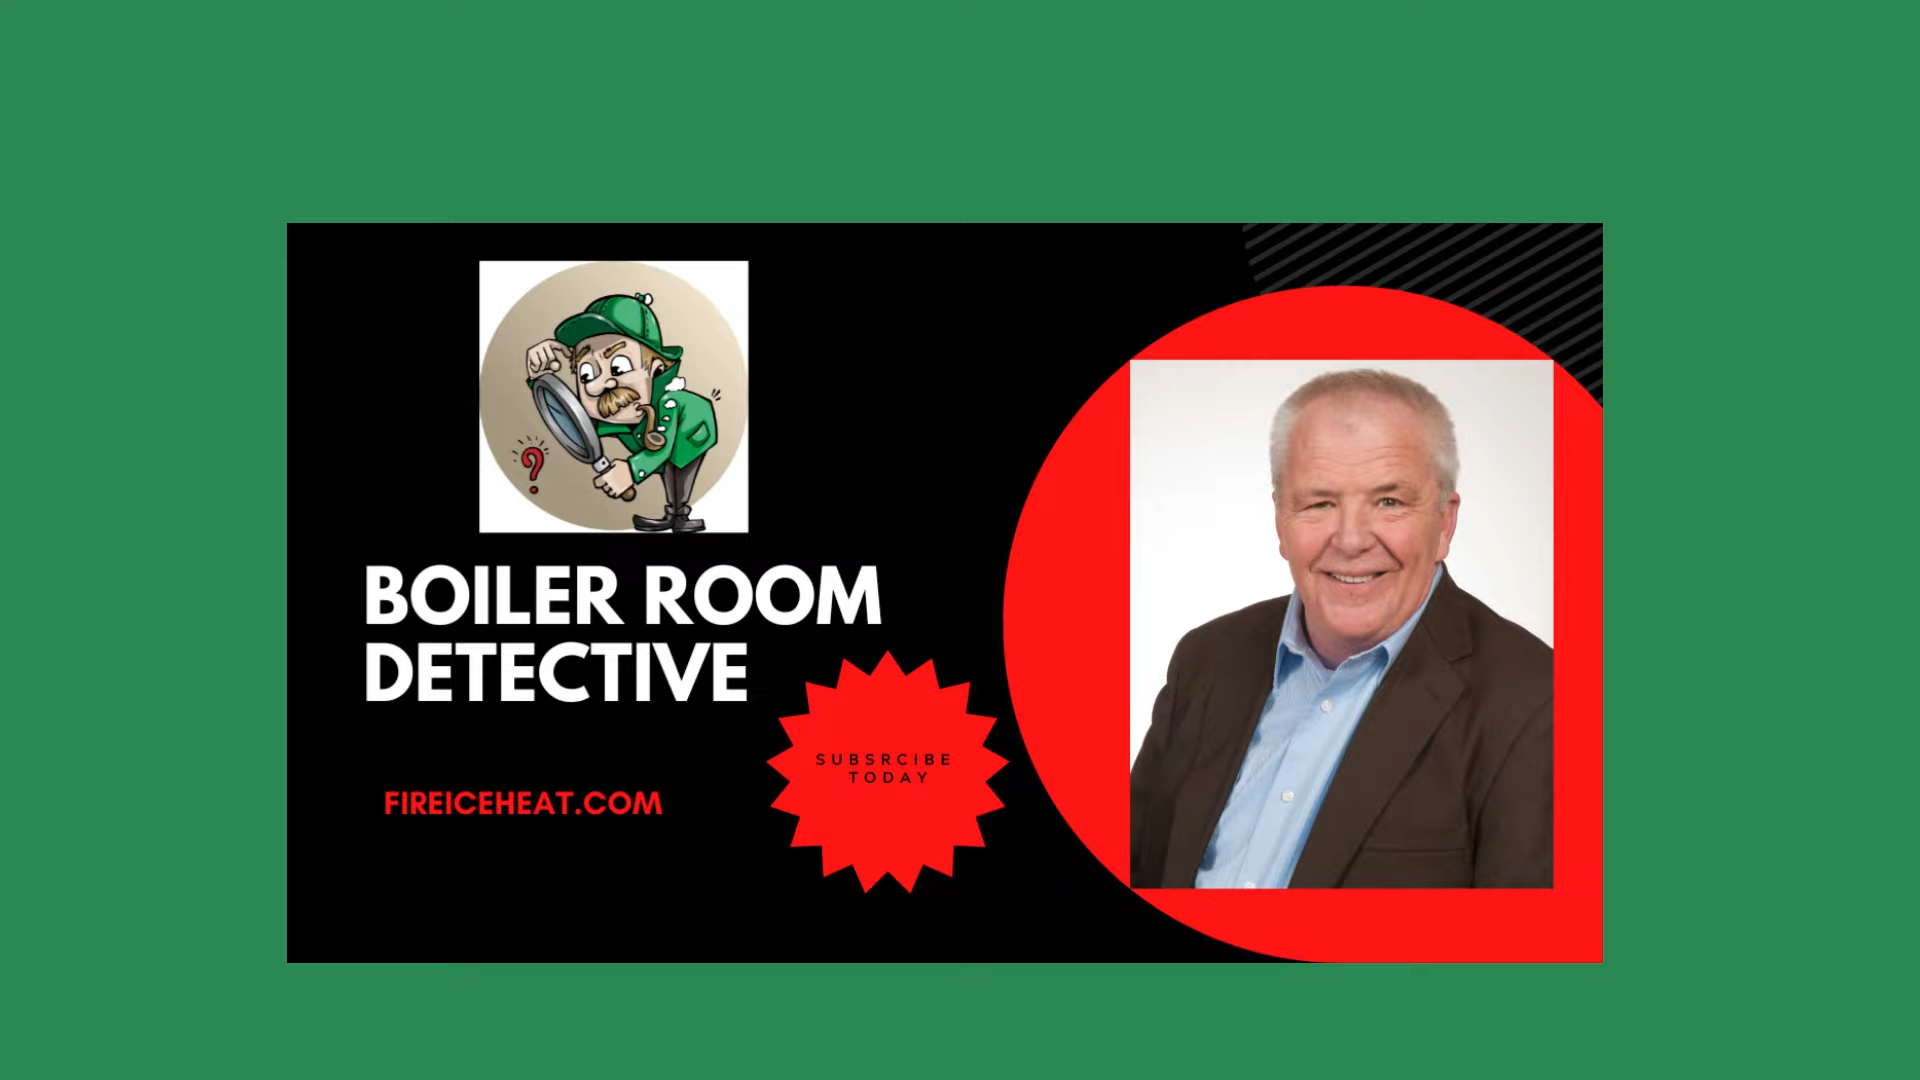 ?
BOILER ROOM
DETECTIVE
SUBSRCIBE
TODAY
FIREICEHEAT.COM